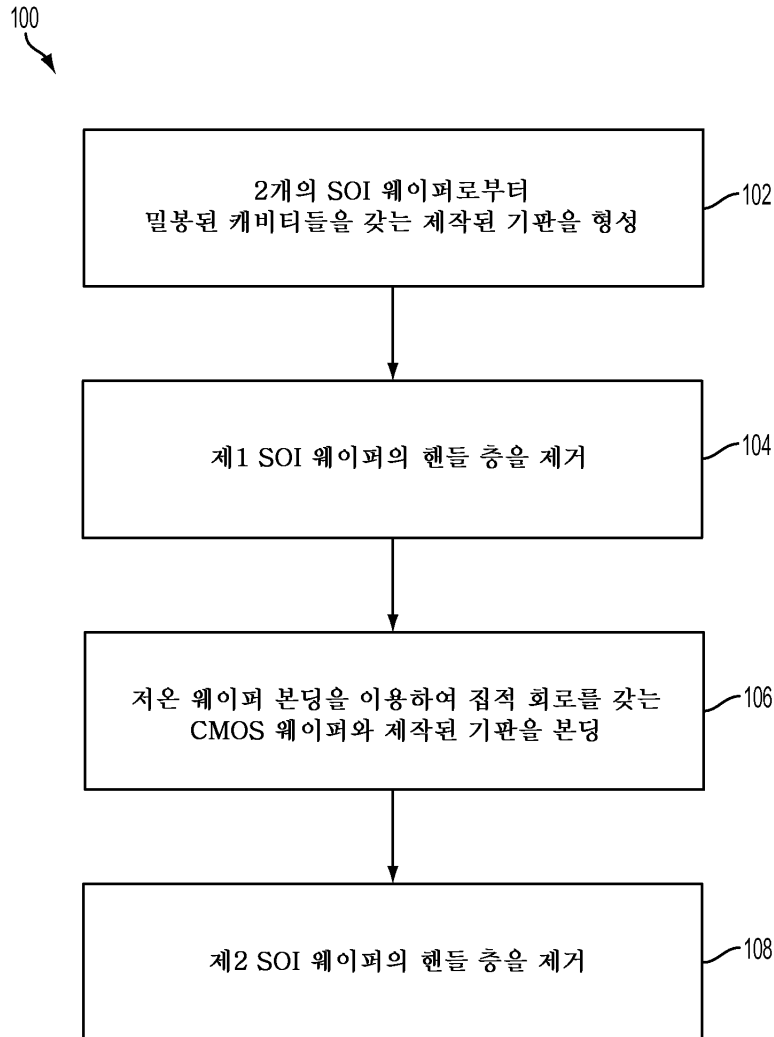 100
2개의 SOI 웨이퍼로부터
밀봉된 캐비티들을 갖는 제작된 기판을 형성
102
제1 SOI 웨이퍼의 핸들 층을 제거
104
저온 웨이퍼 본딩을 이용하여 집적 회로를 갖는
CMOS 웨이퍼와 제작된 기판을 본딩
106
제2 SOI 웨이퍼의 핸들 층을 제거
108